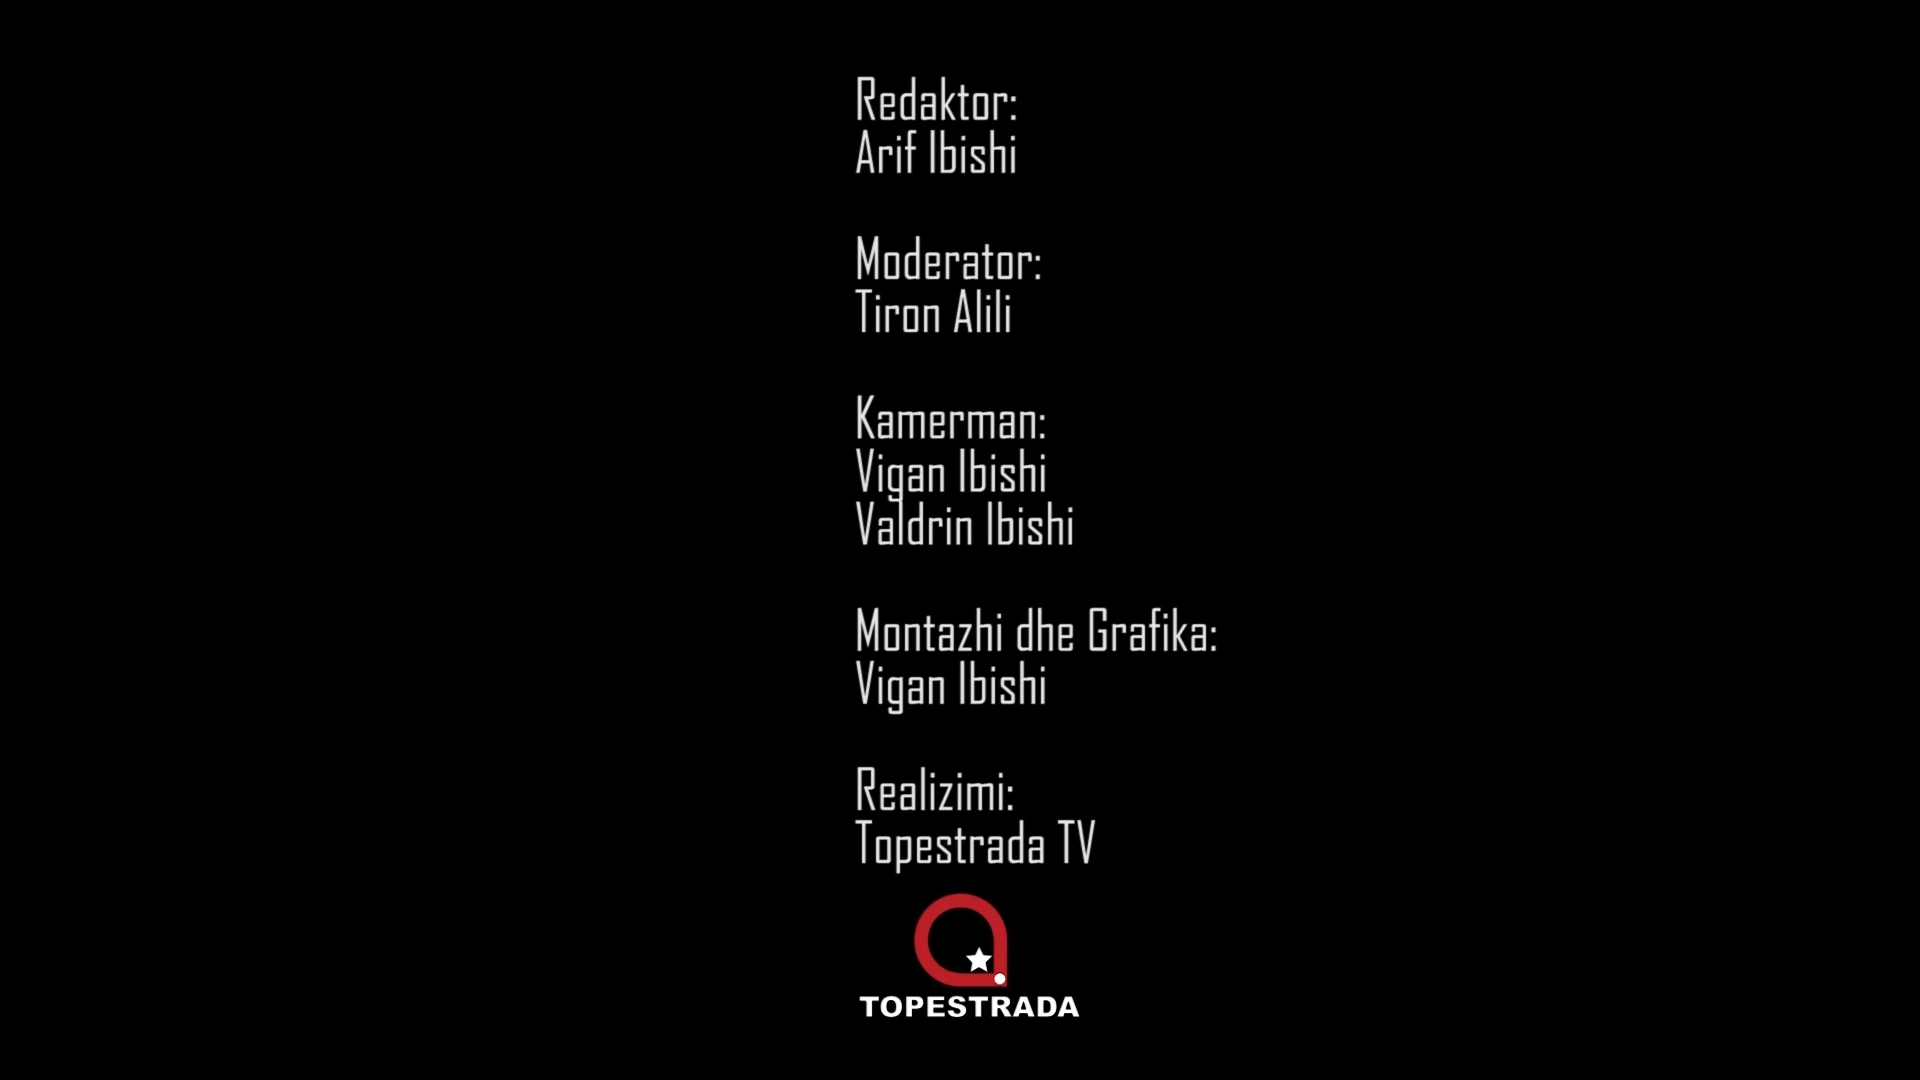 Redaktor:
Arif Ibishi
Moderator:
Tiron Alili
Kamerman:
Vigan Ibishi
Valdrin Ibishi
Montazhi dhe Grafika:
Vigan Ibishi
Realizimi:
Topestrada TV
TOPESTRADA